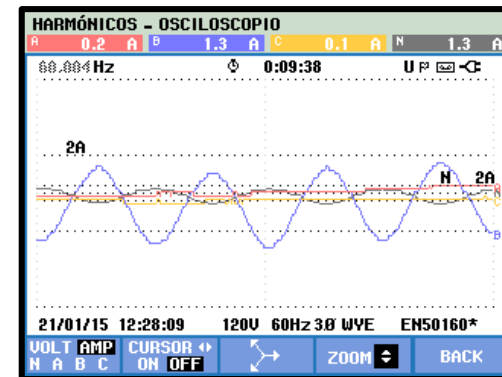 HARMÓNICOS - OSCILOSCOPIO
A 0.2 A B 1.3 A C 0.1 A N 1.3 A
Hz 0:09:38 U
2A
N 2A
A
N
C
B
21/01/15 12:28:09 120V 60Hz 3Ø WYE EN50160*
VOLT AMP CURSOR ZOOM BACK
N A B C ON OFF